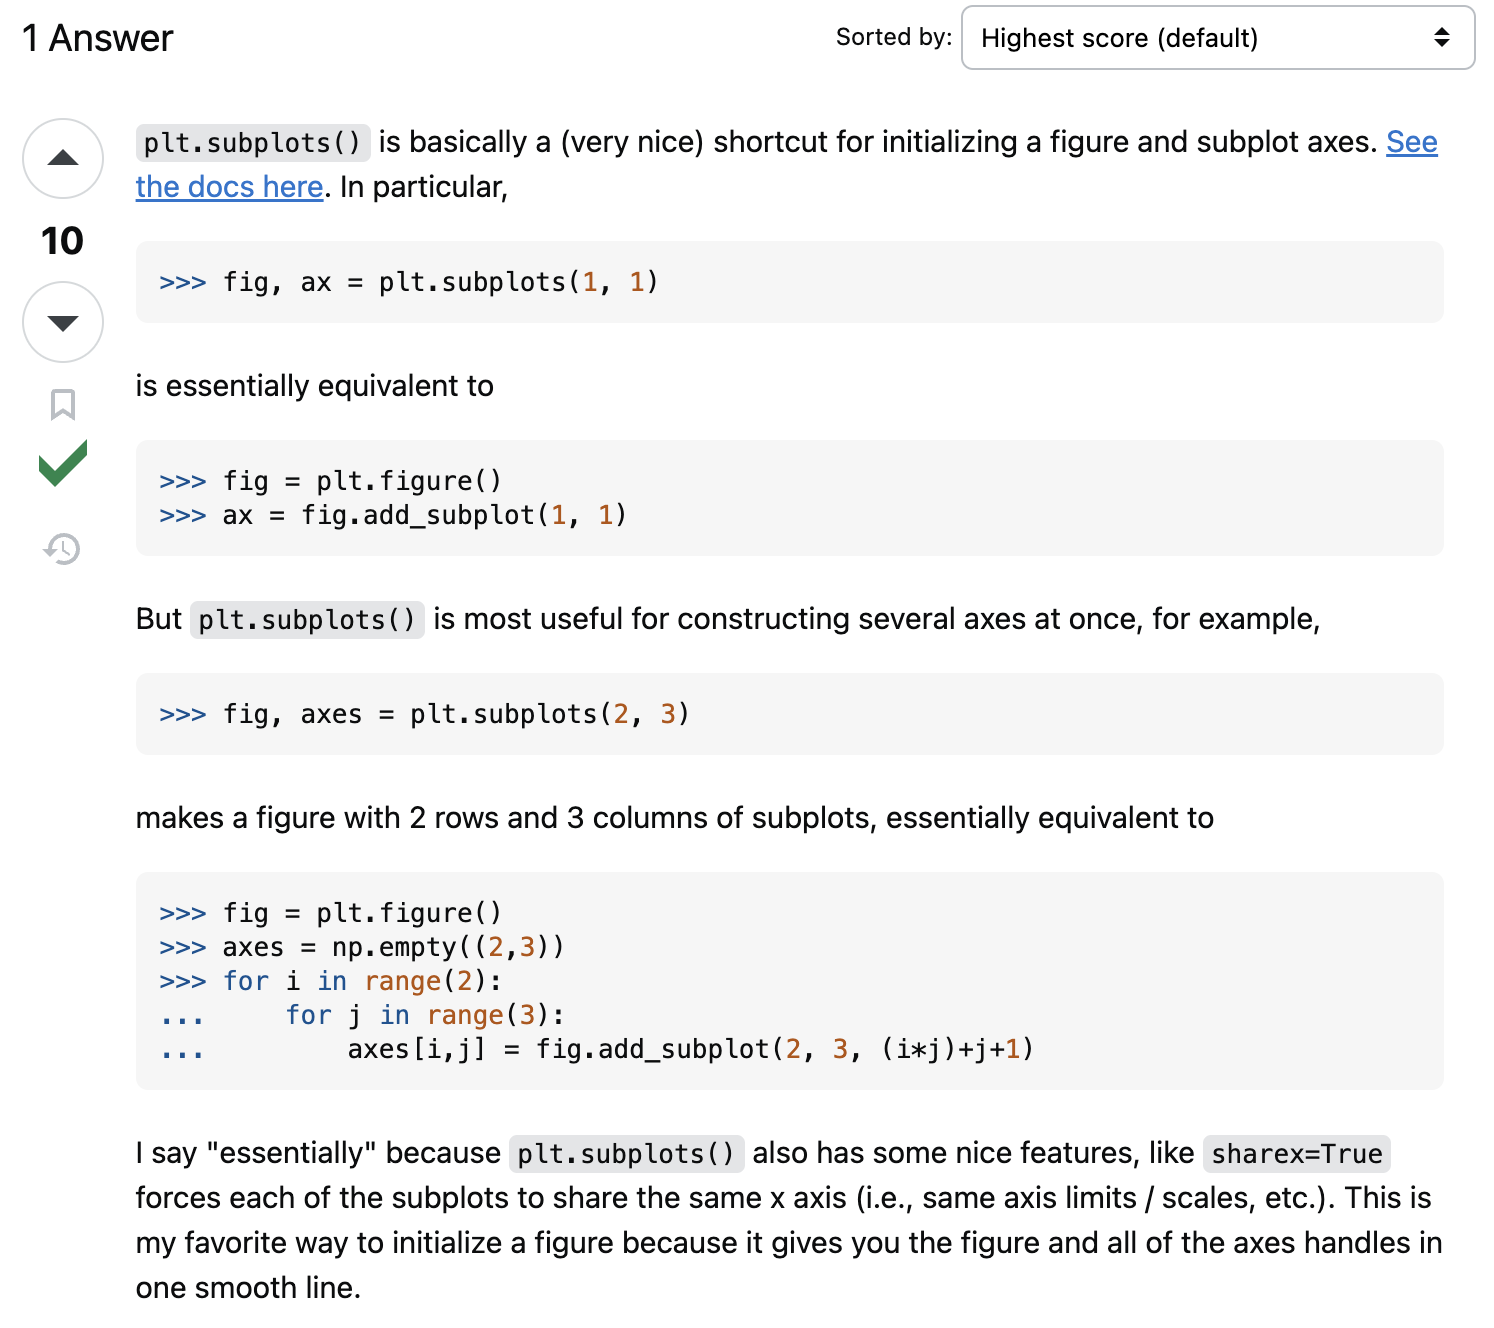 1 Answer
Sorted by: Highest score (default)
10
plt.subplots() is basically a (very nice) shortcut for initializing a figure and subplot axes. See
the docs here. In particular,
>>> fig, ax = plt.subplots(1, 1)
is essentially equivalent to
>>> fig = plt.figure()
>>> ax = fig.add_subplot(1, 1)
But plt.subplots() is most useful for constructing several axes at once, for example,
>>> fig, axes = plt.subplots(2, 3)
makes a figure with 2 rows and 3 columns of subplots, essentially equivalent to
>>> fig = plt.figure()
>>> axes = np.empty((2,3))
>>> for i in range(2):
...     for j in range(3):
...         axes[i,j] = fig.add_subplot(2, 3, (i*j)+j+1)
I say "essentially" because plt.subplots() also has some nice features, like sharex=True
forces each of the subplots to share the same x axis (i.e., same axis limits / scales, etc.). This is
my favorite way to initialize a figure because it gives you the figure and all of the axes handles in
one smooth line.